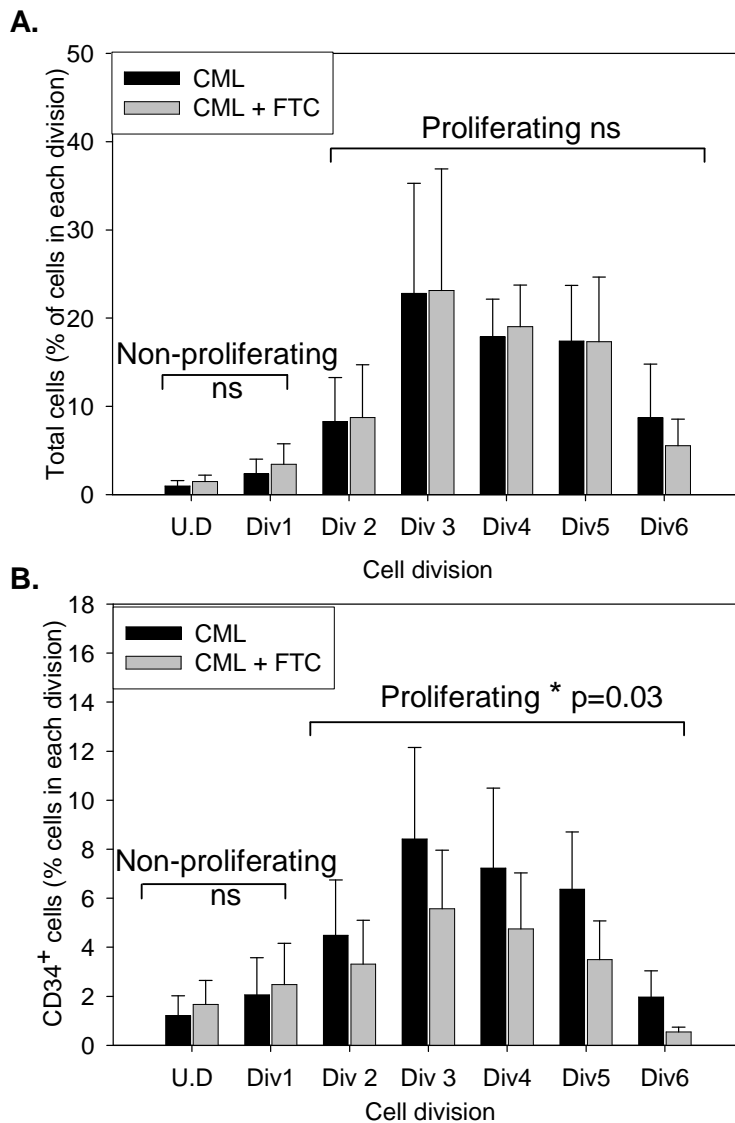 A.
CML
CML + FTC
Proliferating ns
Non-proliferating
ns
Total cells (% of cells in each division)
50
40
30
20
10
0
U.D Div1 Div 2 Div 3 Div4 Div5 Div6
Cell division
B.
CML
CML + FTC
Proliferating * p=0.03
Non-proliferating
ns
CD34+ cells (% cells in each division)
18
16
14
12
10
8
6
4
2
0
U.D Div1 Div 2 Div 3 Div4 Div5 Div6
Cell division